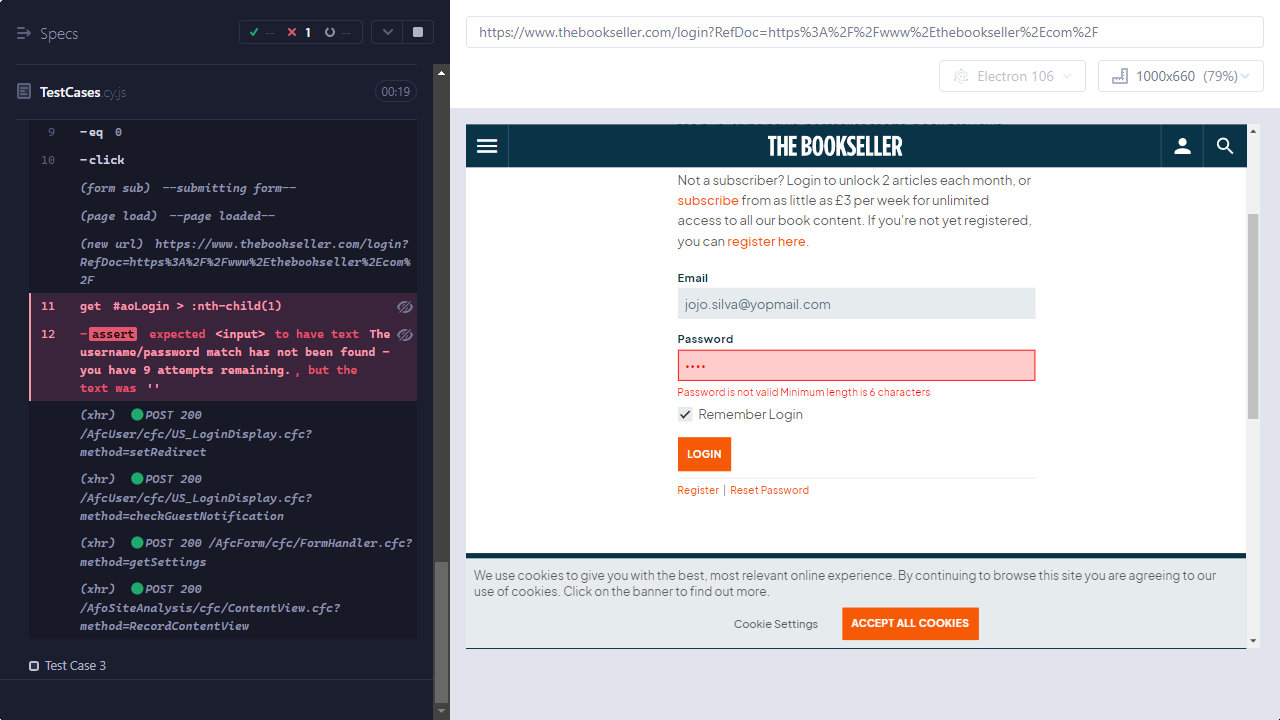 Specs
--
1
--
TestCases cy.js
00:19
9 -eq 0
10 -click
(form sub) --submitting form--
(page load) --page loaded--
(new url) https://www.thebookseller.com/login?
RefDoc=https%3A%2F%2Fwww%2Ethebookseller%2Ecom%
2F
11 get #aoLogin > :nth-child(1)
12 -assert expected <input> to have text The
username/password match has not been found -
you have 9 attempts remaining. , but the
text was ''
(xhr) POST 200
/AfcUser/cfc/US_LoginDisplay.cfc?
method=setRedirect
(xhr) POST 200
/AfcUser/cfc/US_LoginDisplay.cfc?
method=checkGuestNotification
(xhr) POST 200 /AfcForm/cfc/FormHandler.cfc?
method=getSettings
(xhr) POST 200
/AfoSiteAnalysis/cfc/ContentView.cfc?
method=RecordContentView
Test Case 3
https://www.thebookseller.com/login?RefDoc=https%3A%2F%2Fwww%2Ethebookseller%2Ecom%2F
Electron 106
1000x660 (79%)
THE BOOKSELLER
Not a subscriber? Login to unlock 2 articles each month, or
subscribe from as little as £3 per week for unlimited
access to all our book content. If you're not yet registered,
you can register here.
Email
jojo.silva@yopmail.com
Password
••••
Password is not valid Minimum length is 6 characters
Remember Login
LOGIN
Register | Reset Password
We use cookies to give you with the best, most relevant online experience. By continuing to browse this site you are agreeing to our
use of cookies. Click on the banner to find out more.
Cookie Settings
ACCEPT ALL COOKIES